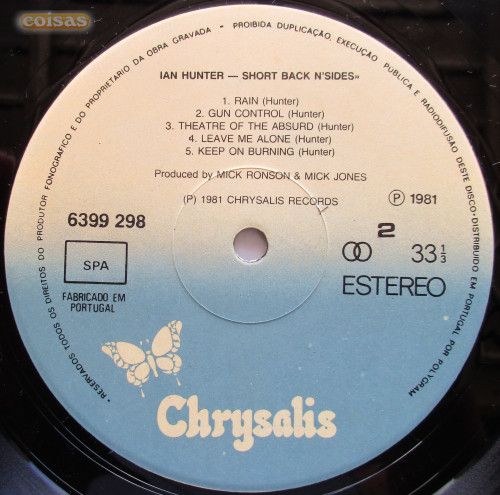 coisas
• RESERVADOS TODOS OS DIREITOS DO PRODUTOR FONOGRAFICO E DO PROPRIETARIO DA OBRA GRAVADA • PROIBIDA DUPLICAÇÃO, EXECUÇÃO PUBLICA E RADIODIFUSÃO DESTE DISCO • DISTRIBUIDO EM PORTUGAL POR POLYGRAM
IAN HUNTER — SHORT BACK N'SIDES»
1. RAIN (Hunter)
2. GUN CONTROL (Hunter)
3. THEATRE OF THE ABSURD (Hunter)
4. LEAVE ME ALONE (Hunter)
5. KEEP ON BURNING (Hunter)
Produced by MICK RONSON & MICK JONES
(P) 1981 CHRYSALIS RECORDS
Ⓟ 1981
6399 298
2
SPA
33 1/3
FABRICADO EM
PORTUGAL
ESTEREO
Chrysalis